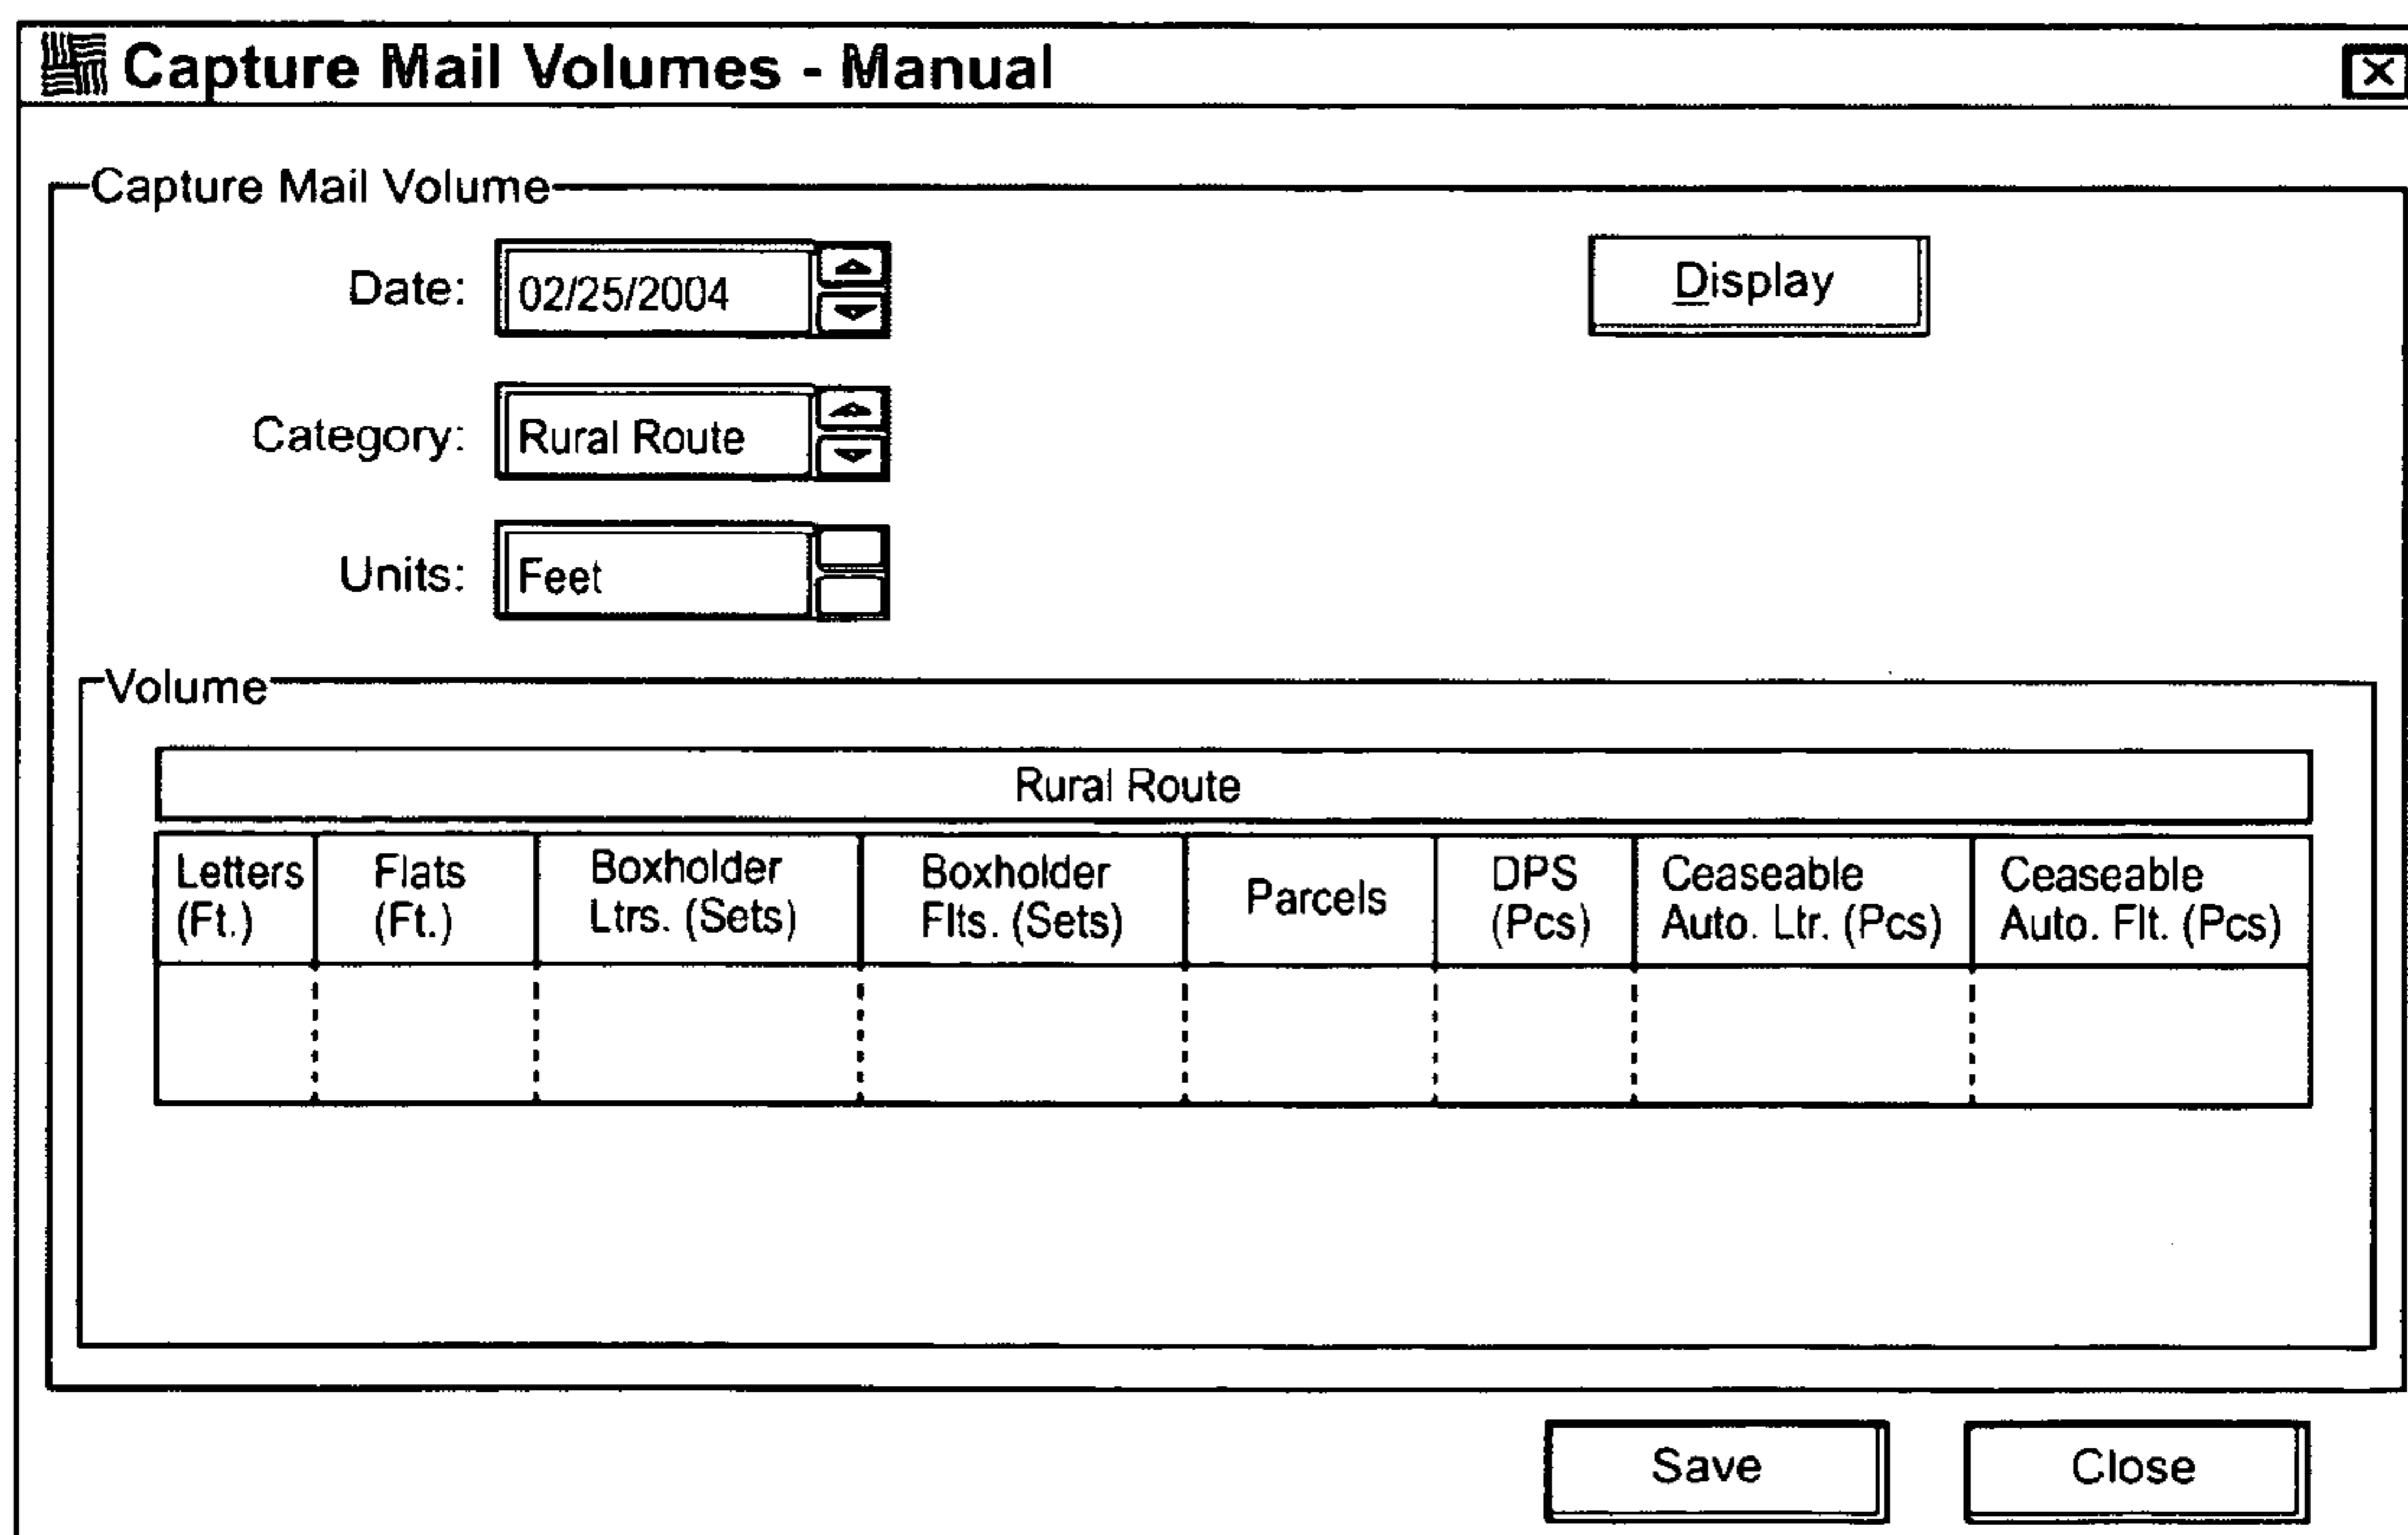 Capture Mail Volumes - Manual
Capture Mail Volume
Date: 02/25/2004
Display
Category: Rural Route
Units: Feet
Volume
Rural Route
Letters
(Ft.)
Flats
(Ft.)
Boxholder
Ltrs. (Sets)
Boxholder
Flts. (Sets)
Parcels
DPS
(Pcs)
Ceaseable
Auto. Ltr. (Pcs)
Ceaseable
Auto. Flt. (Pcs)
Save
Close